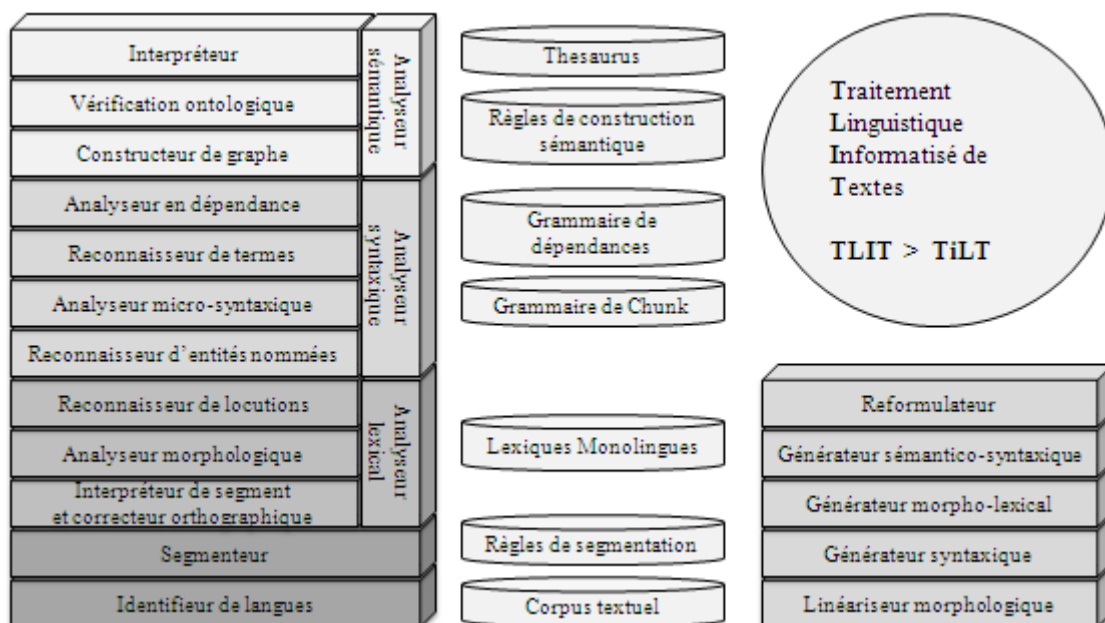 Interpréteur
Vérification ontologique
Constructeur de graphe
Analyseur
sémantique
Analyseur en dépendance
Reconnaisseur de termes
Analyseur micro-syntaxique
Reconnaisseur d'entités nommées
Analyseur
syntaxique
Reconnaisseur de locutions
Analyseur morphologique
Interpréteur de segment
et correcteur orthographique
Analyseur
lexical
Segmenteur
Identifieur de langues
Thesaurus
Règles de construction
sémantique
Grammaire de
dépendances
Grammaire de Chunk
Lexiques Monolingues
Règles de segmentation
Corpus textuel
Traitement
Linguistique
Informatisé de
Textes
TLIT > TiLT
Reformulateur
Générateur sémantico-syntaxique
Générateur morpho-lexical
Générateur syntaxique
Linéariseur morphologique